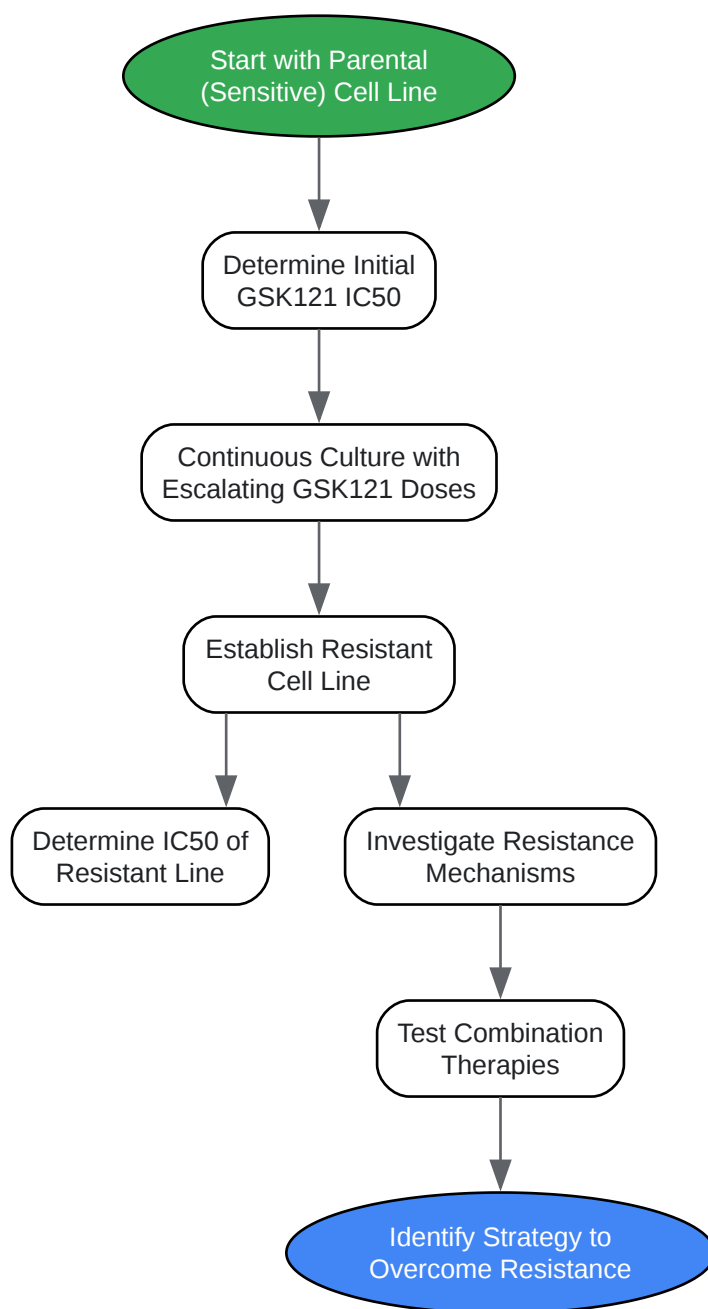 Start with Parental
(Sensitive) Cell Line
Determine Initial
GSK121 IC50
Continuous Culture with
Escalating GSK121 Doses
Establish Resistant
Cell Line
Determine IC50 of
Resistant Line
Investigate Resistance
Mechanisms
Test Combination
Therapies
Identify Strategy to
Overcome Resistance